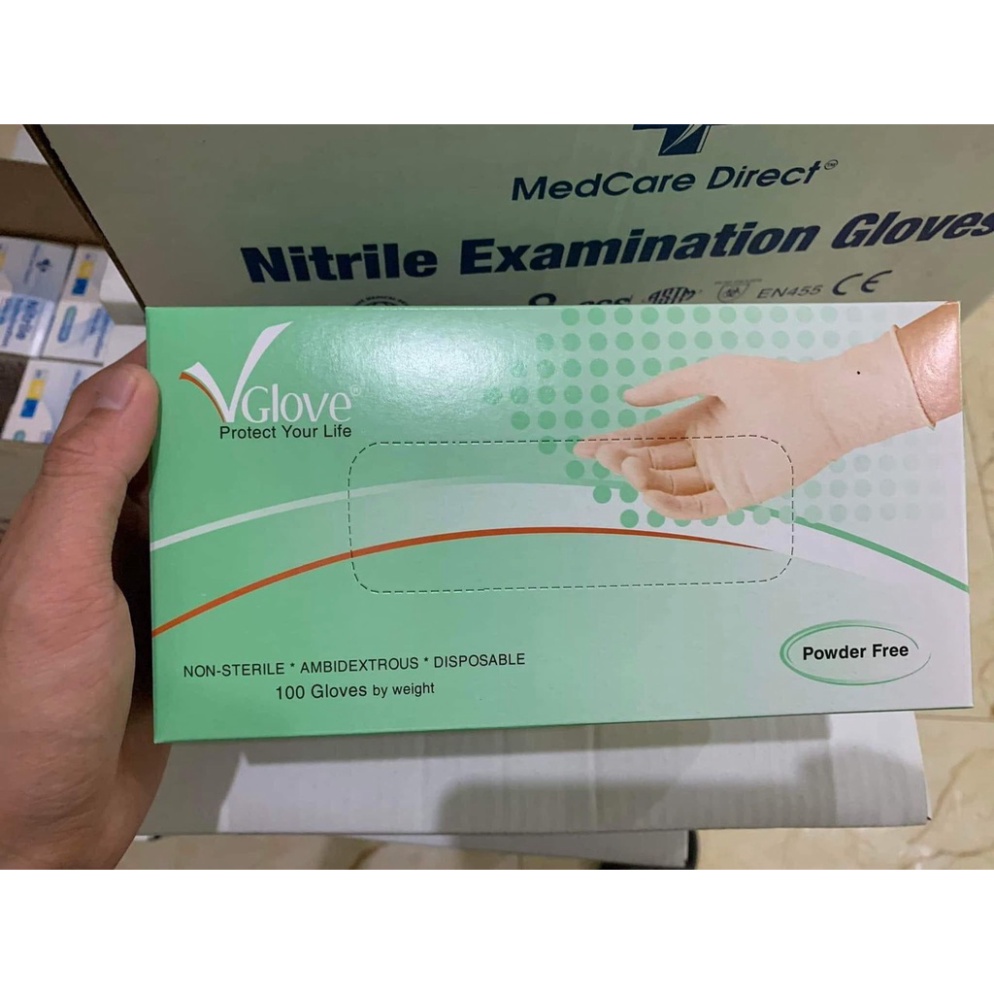 MedCare Direct
Nitrile Examination Gloves
ASTM
EN455
CE
VGlove®
Protect Your Life
NON-STERILE * AMBIDEXTROUS * DISPOSABLE
100 Gloves by weight
Powder Free